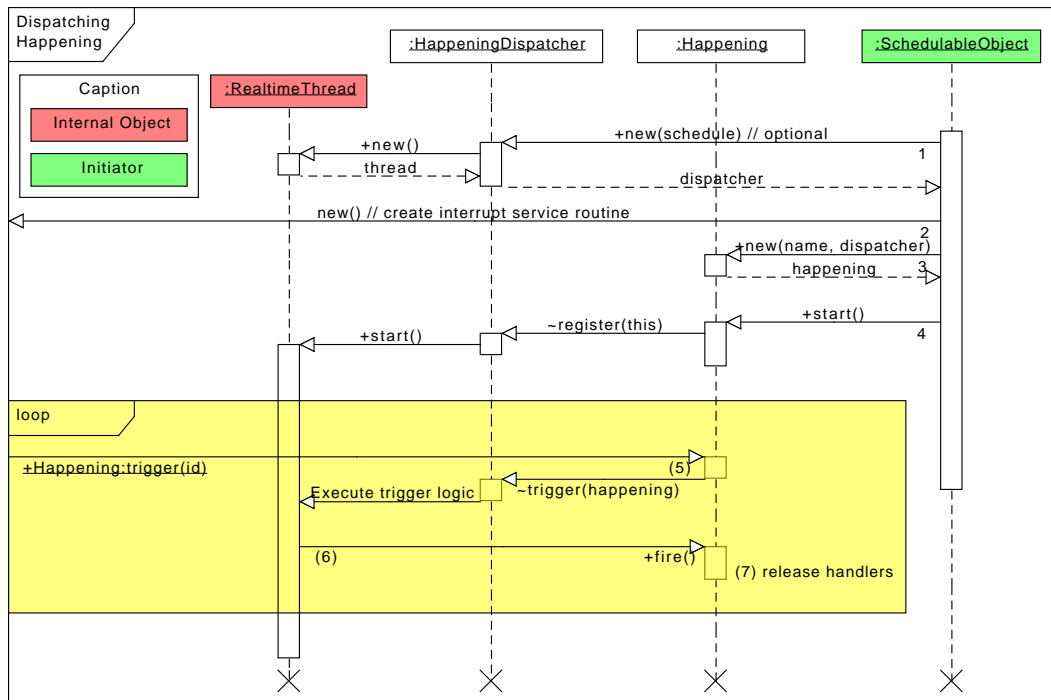 Dispatching
Happening
:HappeningDispatcher
:Happening
:SchedulableObject
Caption
:RealtimeThread
Internal Object
Initiator
+new(schedule) // optional
1
+new()
thread
dispatcher
new() // create interrupt service routine
2
+new(name, dispatcher)
happening
3
+start()
~register(this)
+start()
4
loop
+Happening:trigger(id)
(5)
~trigger(happening)
Execute trigger logic
(6)
+fire()
(7) release handlers